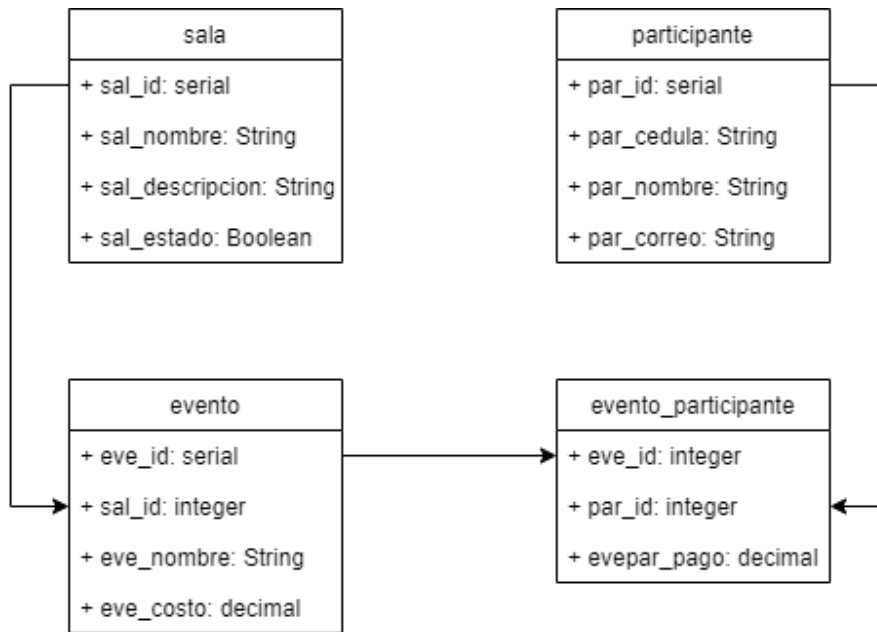 sala
+ sal_id: serial
+ sal_nombre: String
+ sal_descripcion: String
+ sal_estado: Boolean
participante
+ par_id: serial
+ par_cedula: String
+ par_nombre: String
+ par_correo: String
evento
+ eve_id: serial
+ sal_id: integer
+ eve_nombre: String
+ eve_costo: decimal
evento_participante
+ eve_id: integer
+ par_id: integer
+ evepar_pago: decimal